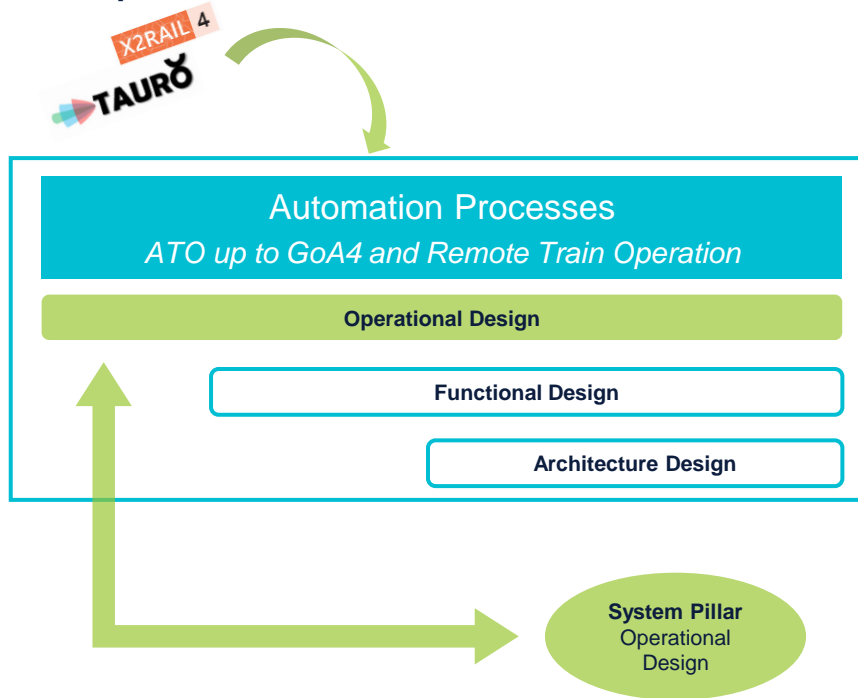 X2RAIL 4
TAURO
Automation Processes
ATO up to GoA4 and Remote Train Operation
Operational Design
Functional Design
Architecture Design
System Pillar
Operational
Design